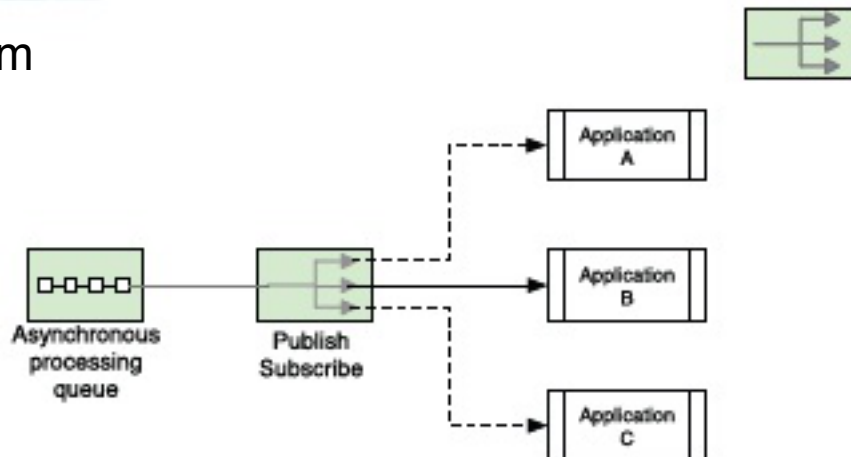 m
Application
A
Application
B
Asynchronous
processing
queue
Publish
Subscribe
Application
C